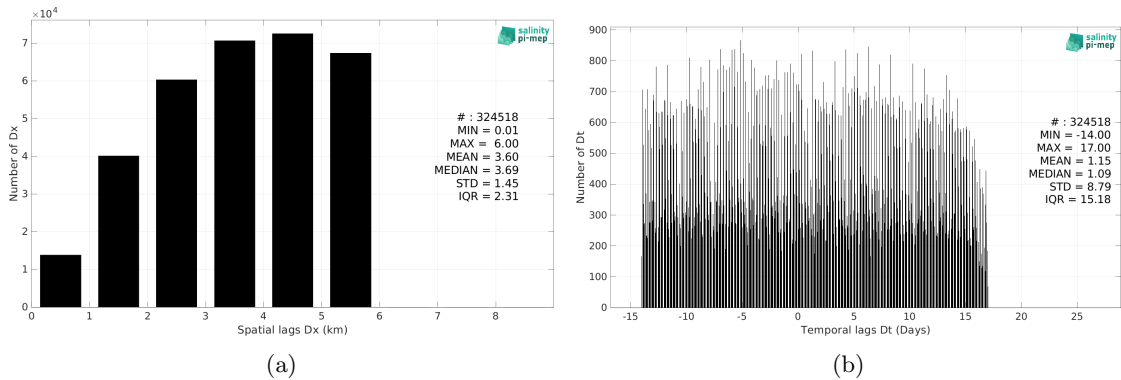 ×10⁴
8
7
6
5
4
3
2
1
0
Number of Dx
salinity
pi-mep
# : 324518
MIN = 0.01
MAX = 6.00
MEAN = 3.60
MEDIAN = 3.69
STD = 1.45
IQR = 2.31
0 1 2 3 4 5 6 7 8
Spatial lags Dx (km)
(a)
900
800
700
600
500
400
300
200
100
0
Number of Dt
salinity
pi-mep
# : 324518
MIN = -14.00
MAX = 17.00
MEAN = 1.15
MEDIAN = 1.09
STD = 8.79
IQR = 15.18
-15 -10 -5 0 5 10 15 20 25
Temporal lags Dt (Days)
(b)